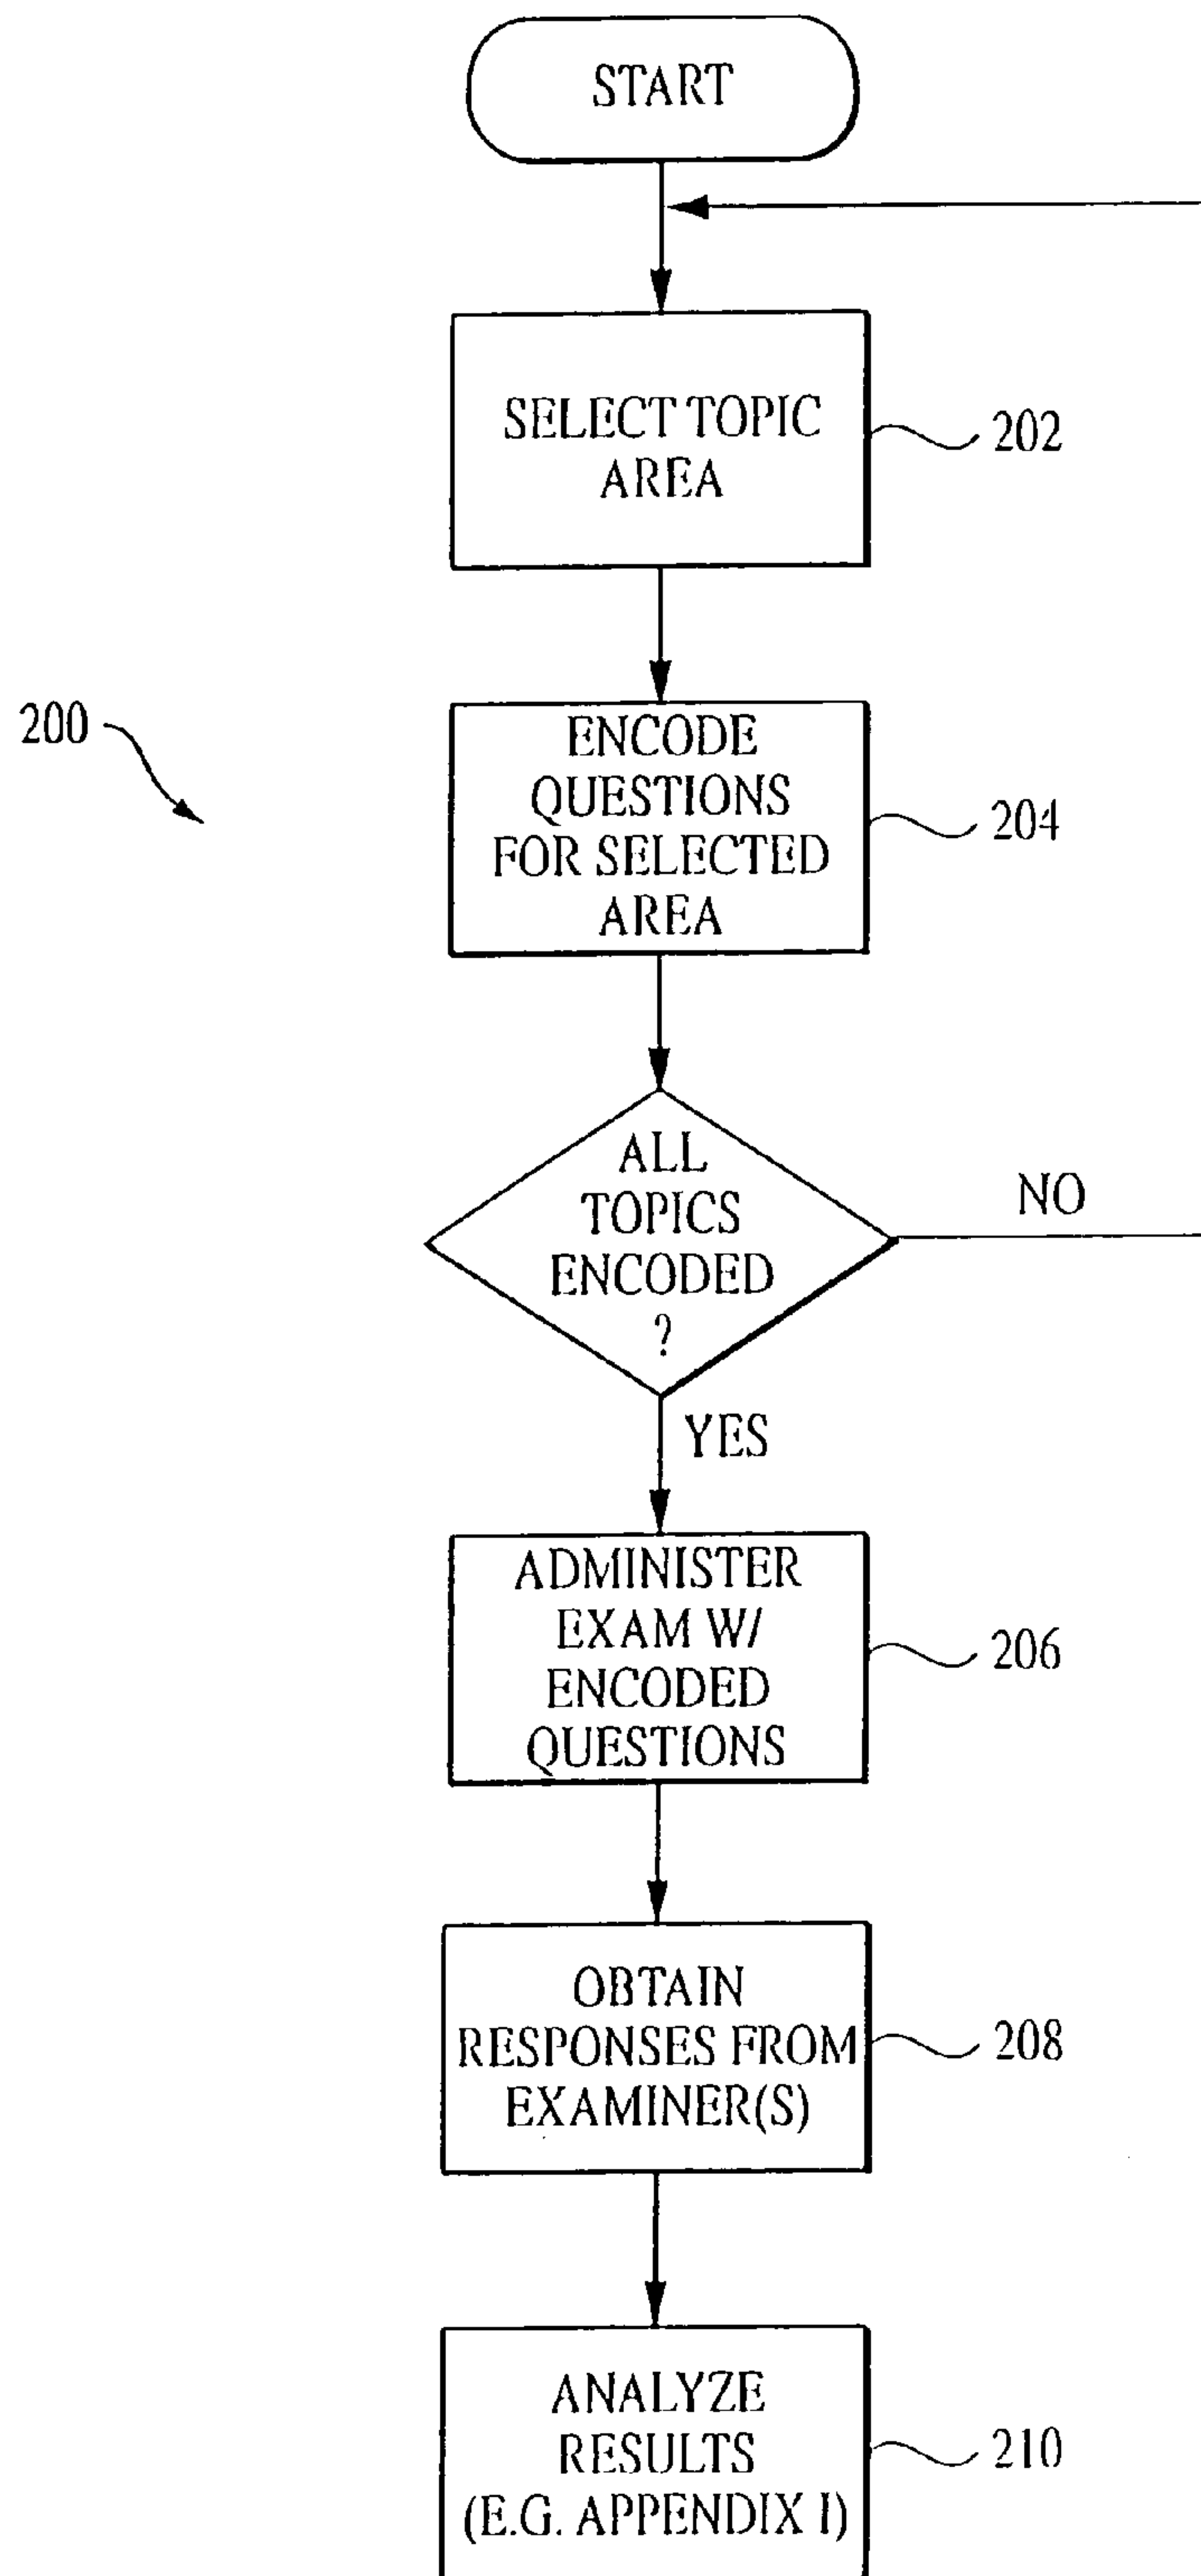 START
SELECT TOPIC
AREA
202
200
ENCODE
QUESTIONS
FOR SELECTED
AREA
204
ALL
TOPICS
ENCODED
?
NO
YES
ADMINISTER
EXAM W/
ENCODED
QUESTIONS
206
OBTAIN
RESPONSES FROM
EXAMINER(S)
208
ANALYZE
RESULTS
(E.G. APPENDIX I)
210